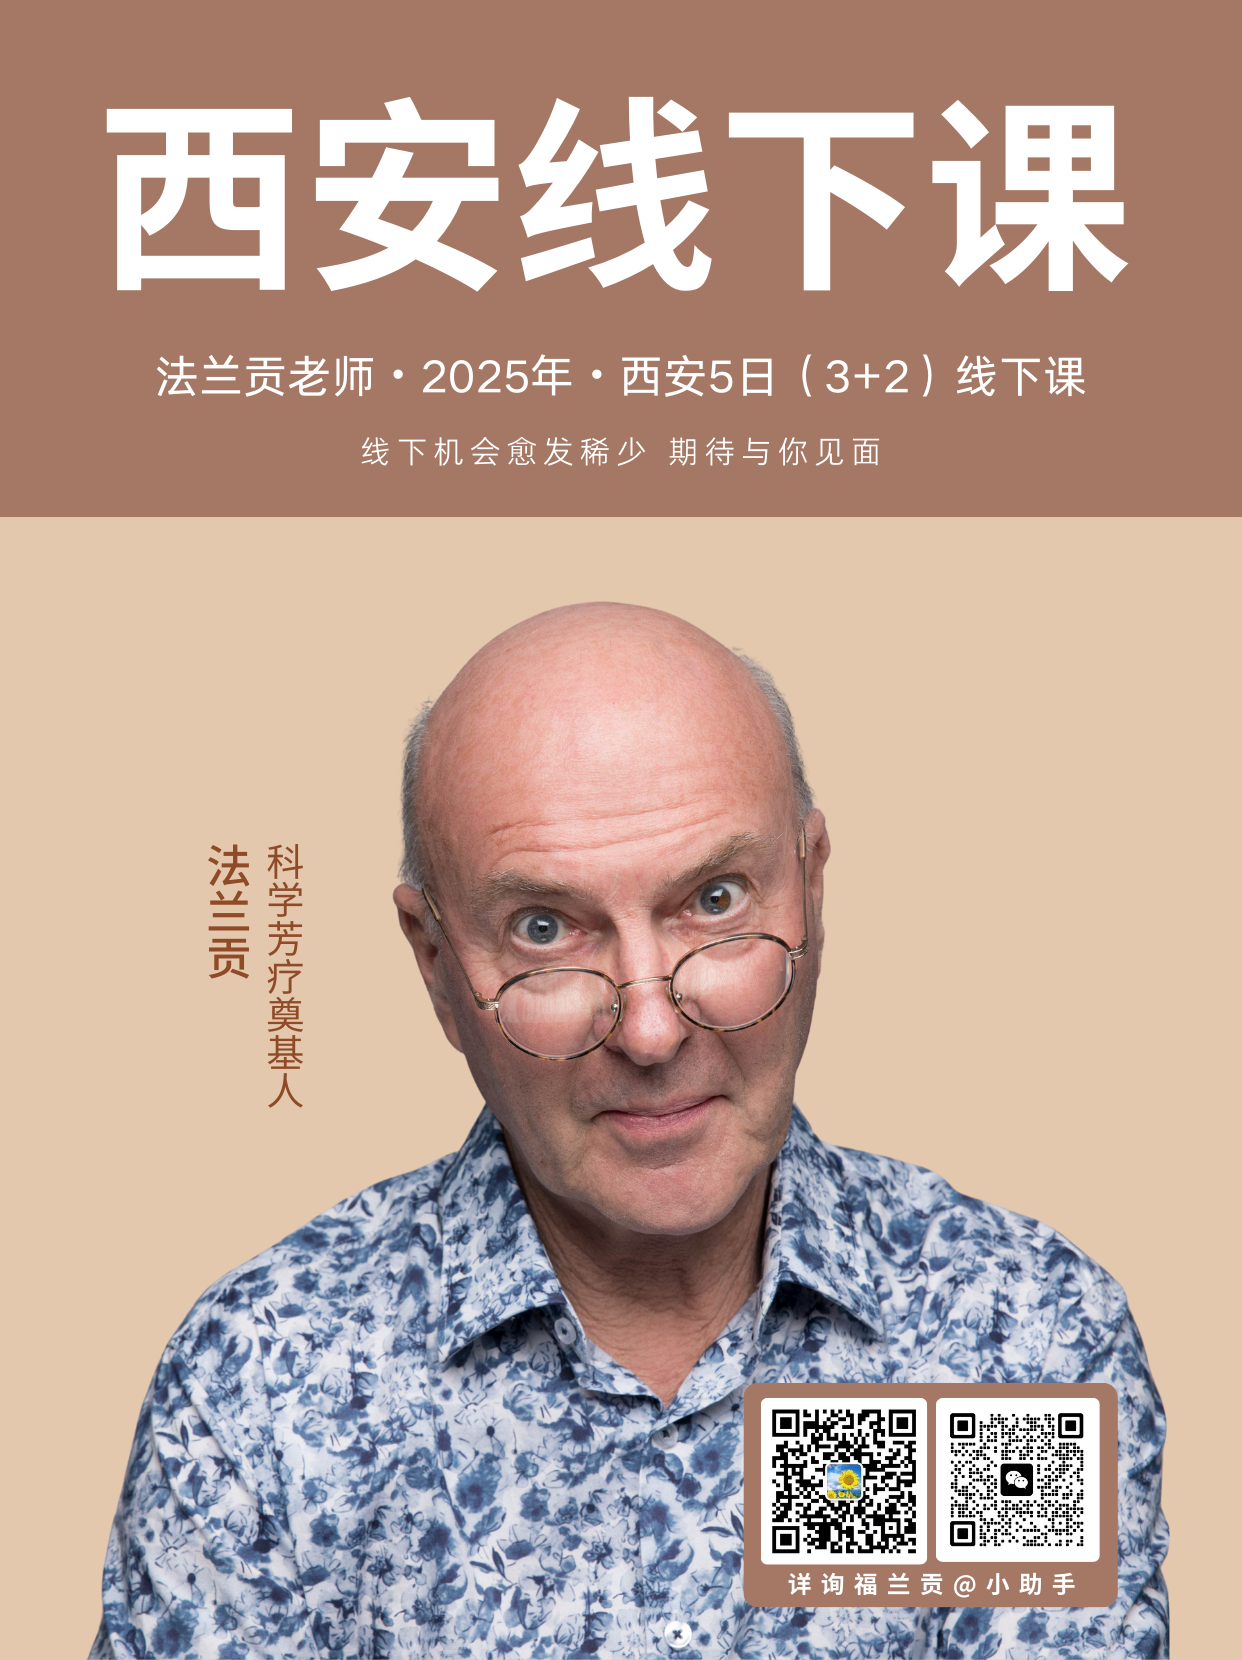 西安线下课
法兰贡老师·2025年·西安5日（3+2）线下课
线下机会愈发稀少 期待与你见面
科学芳疗奠基人
法兰贡
详询福兰贡@小助手